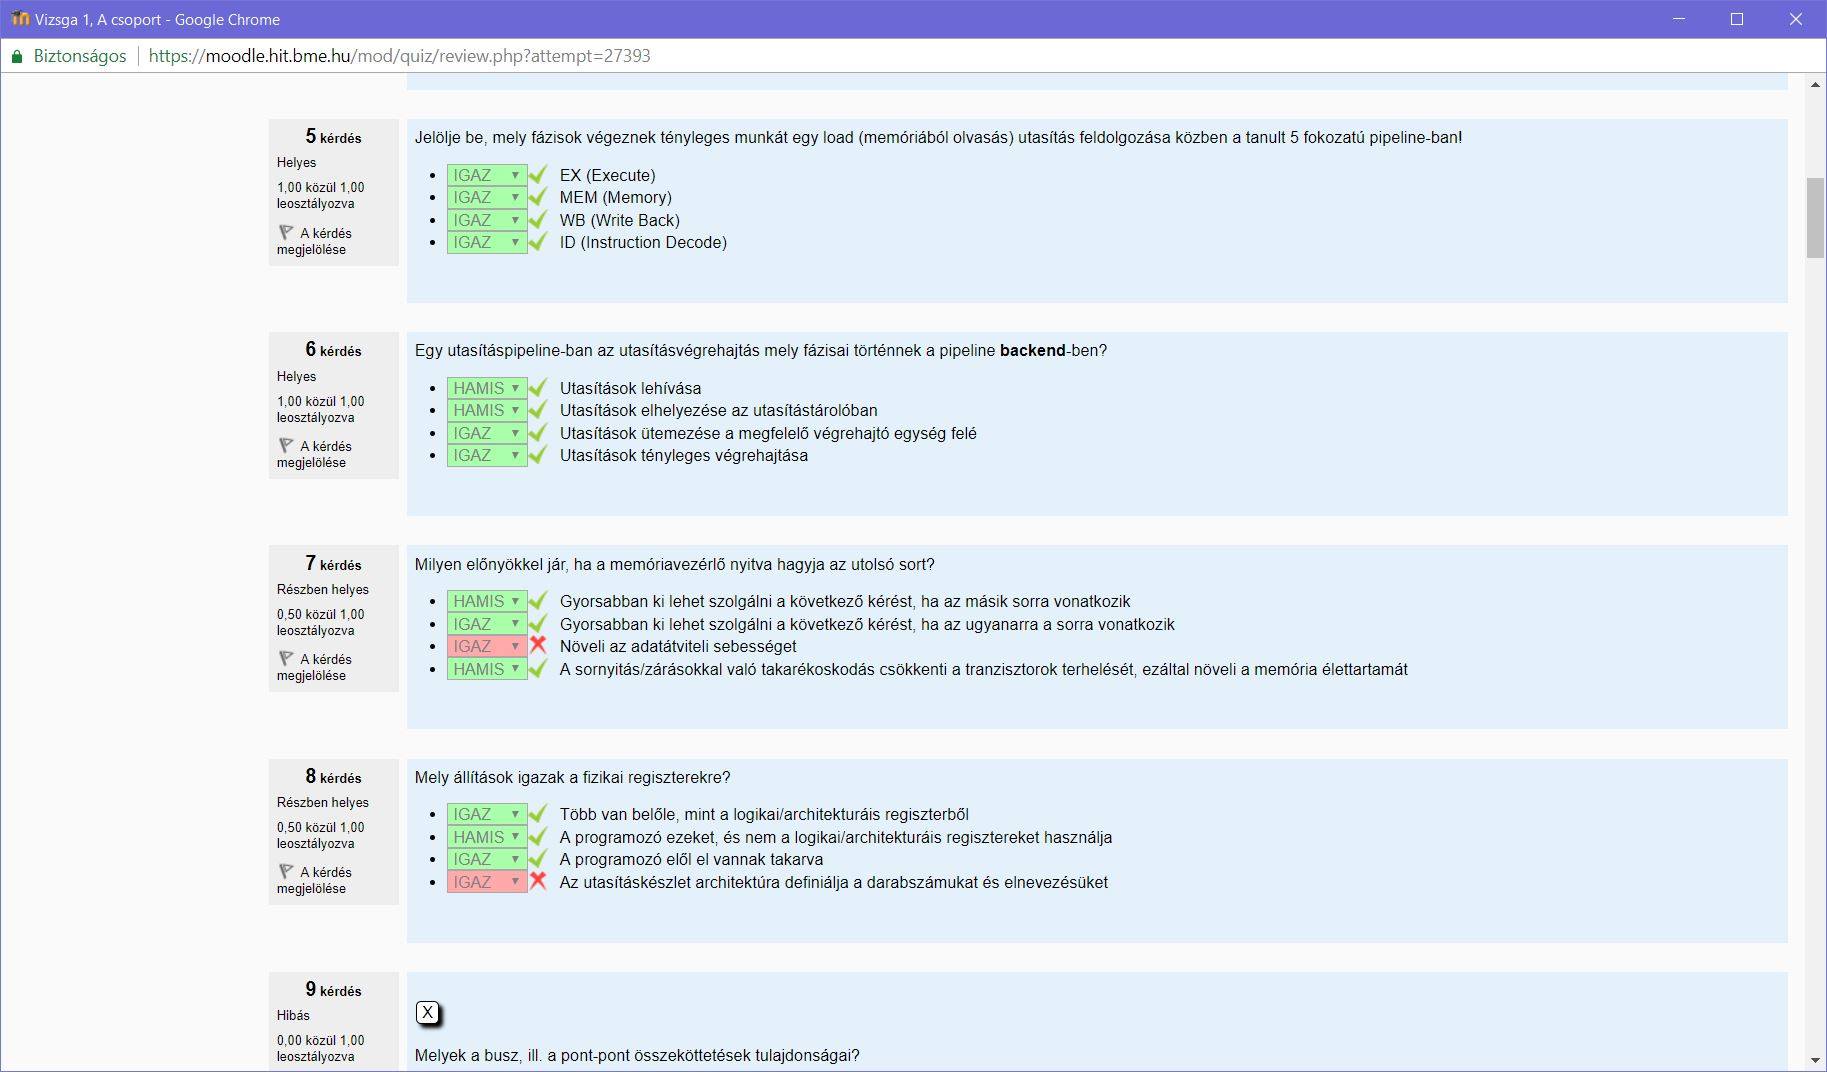 Vizsga 1, A csoport - Google Chrome
Biztonságos | https://moodle.hit.bme.hu/mod/quiz/review.php?attempt=27393
5 kérdés
Helyes
1,00 közül 1,00
leosztályozva
A kérdés
megjelölése
Jelölje be, mely fázisok végeznek tényleges munkát egy load (memóriából olvasás) utasítás feldolgozása közben a tanult 5 fokozatú pipeline-ban!
IGAZ EX (Execute)
IGAZ MEM (Memory)
IGAZ WB (Write Back)
IGAZ ID (Instruction Decode)
6 kérdés
Helyes
1,00 közül 1,00
leosztályozva
A kérdés
megjelölése
Egy utasításpipeline-ban az utasításvégrehajtás mely fázisai történnek a pipeline backend-ben?
HAMIS Utasítások lehívása
HAMIS Utasítások elhelyezése az utasítástárolóban
IGAZ Utasítások ütemezése a megfelelő végrehajtó egység felé
IGAZ Utasítások tényleges végrehajtása
7 kérdés
Részben helyes
0,50 közül 1,00
leosztályozva
A kérdés
megjelölése
Milyen előnyökkel jár, ha a memóriavezérlő nyitva hagyja az utolsó sort?
HAMIS Gyorsabban ki lehet szolgálni a következő kérést, ha az másik sorra vonatkozik
IGAZ Gyorsabban ki lehet szolgálni a következő kérést, ha az ugyanarra a sorra vonatkozik
IGAZ Növeli az adatátviteli sebességet
HAMIS A sornyitás/zárásokkal való takarékoskodás csökkenti a tranzisztorok terhelését, ezáltal növeli a memória élettartamát
8 kérdés
Részben helyes
0,50 közül 1,00
leosztályozva
A kérdés
megjelölése
Mely állítások igazak a fizikai regiszterekre?
IGAZ Több van belőle, mint a logikai/architekturáis regiszterből
HAMIS A programozó ezeket, és nem a logikai/architekturáis regisztereket használja
IGAZ A programozó elől el vannak takarva
IGAZ Az utasításkészlet architektúra definiálja a darabszámukat és elnevezésüket
9 kérdés
Hibás
0,00 közül 1,00
leosztályozva
X
Melyek a busz, ill. a pont-pont összeköttetések tulajdonságai?